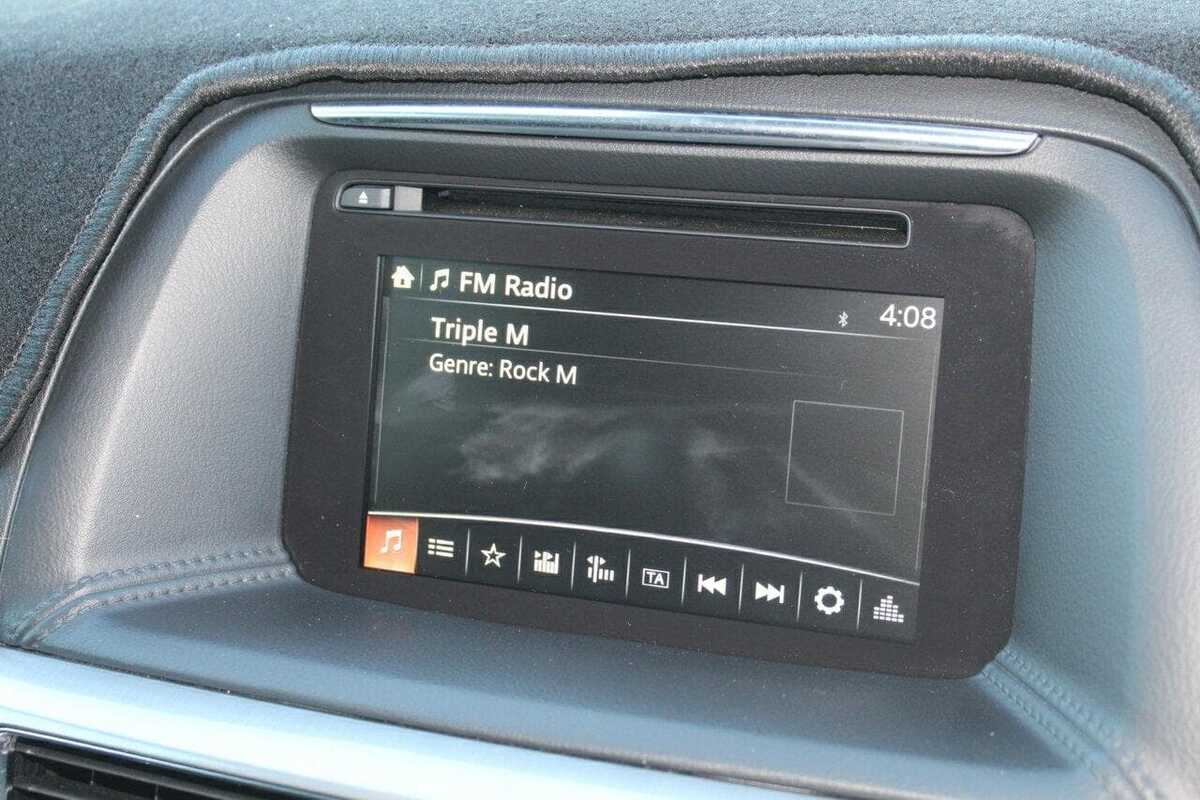 FM Radio
4:08
Triple M
Genre: Rock M
TA